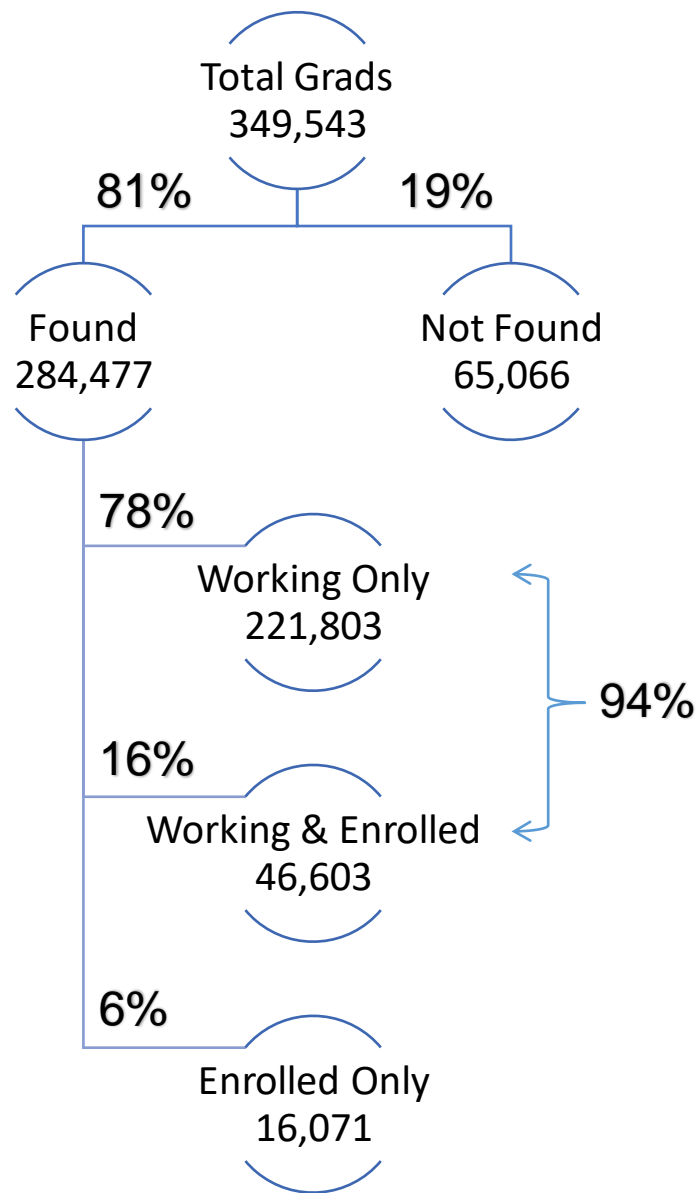 Total Grads
349,543
81%
19%
Found
284,477
Not Found
65,066
78%
Working Only
221,803
94%
16%
Working & Enrolled
46,603
6%
Enrolled Only
16,071